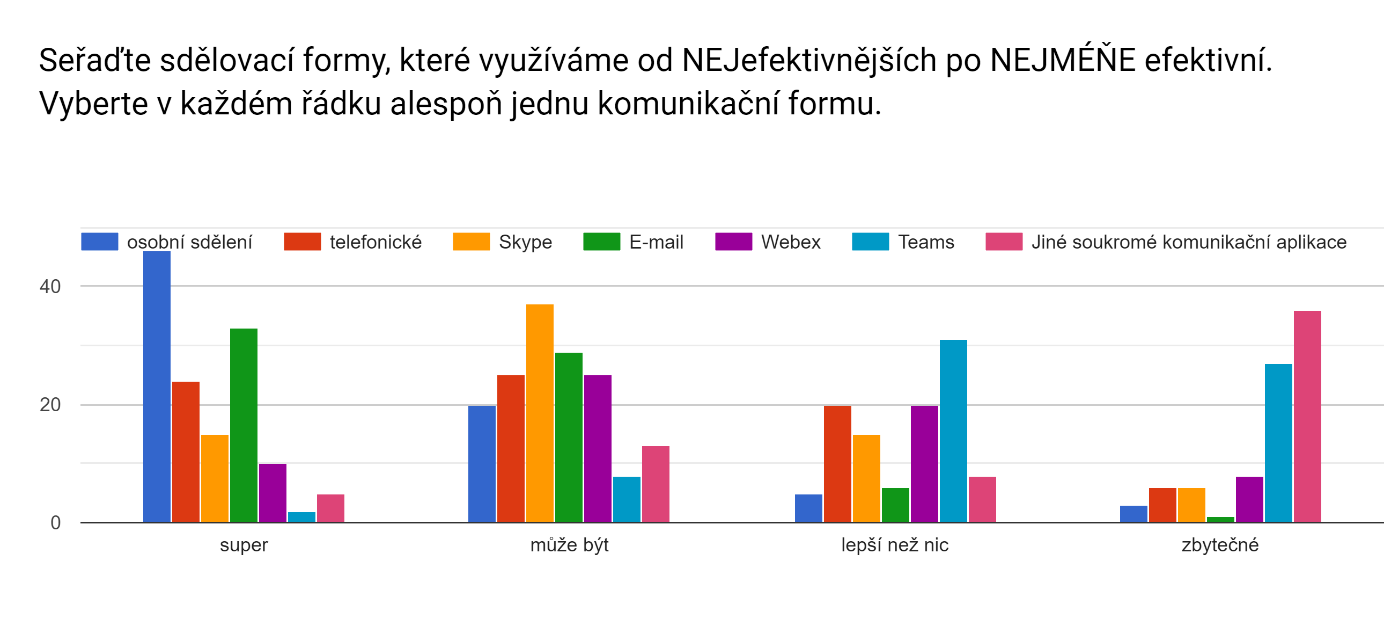 Seřaďte sdělovací formy, které využíváme od NEJefektivnějších po NEJMÉŇE efektivní.
Vyberte v každém řádku alespoň jednu komunikační formu.
osobní sdělení telefonické Skype E-mail Webex Teams Jiné soukromé komunikační aplikace
40
20
0
super může být lepší než nic zbytečné